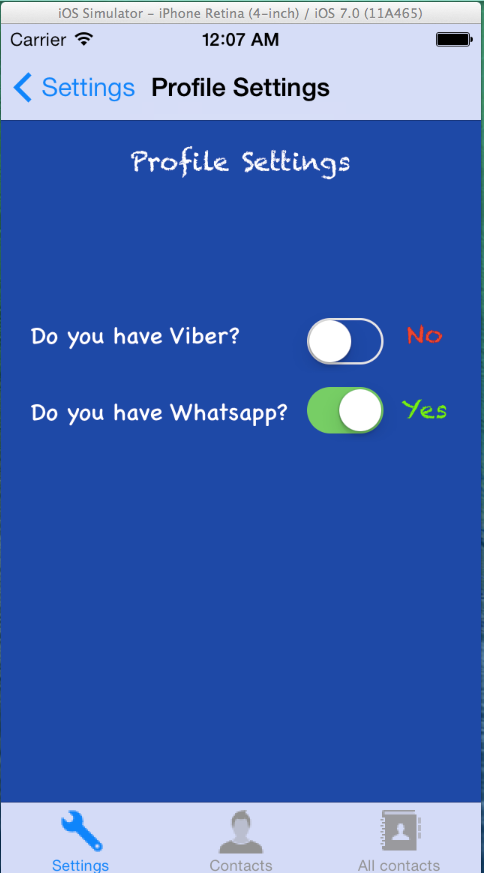 iOS Simulator – iPhone Retina (4-inch) / iOS 7.0 (11A465)
Carrier 12:07 AM
Settings Profile Settings
Profile Settings
Do you have Viber? No
Do you have Whatsapp? Yes
Settings Contacts All contacts